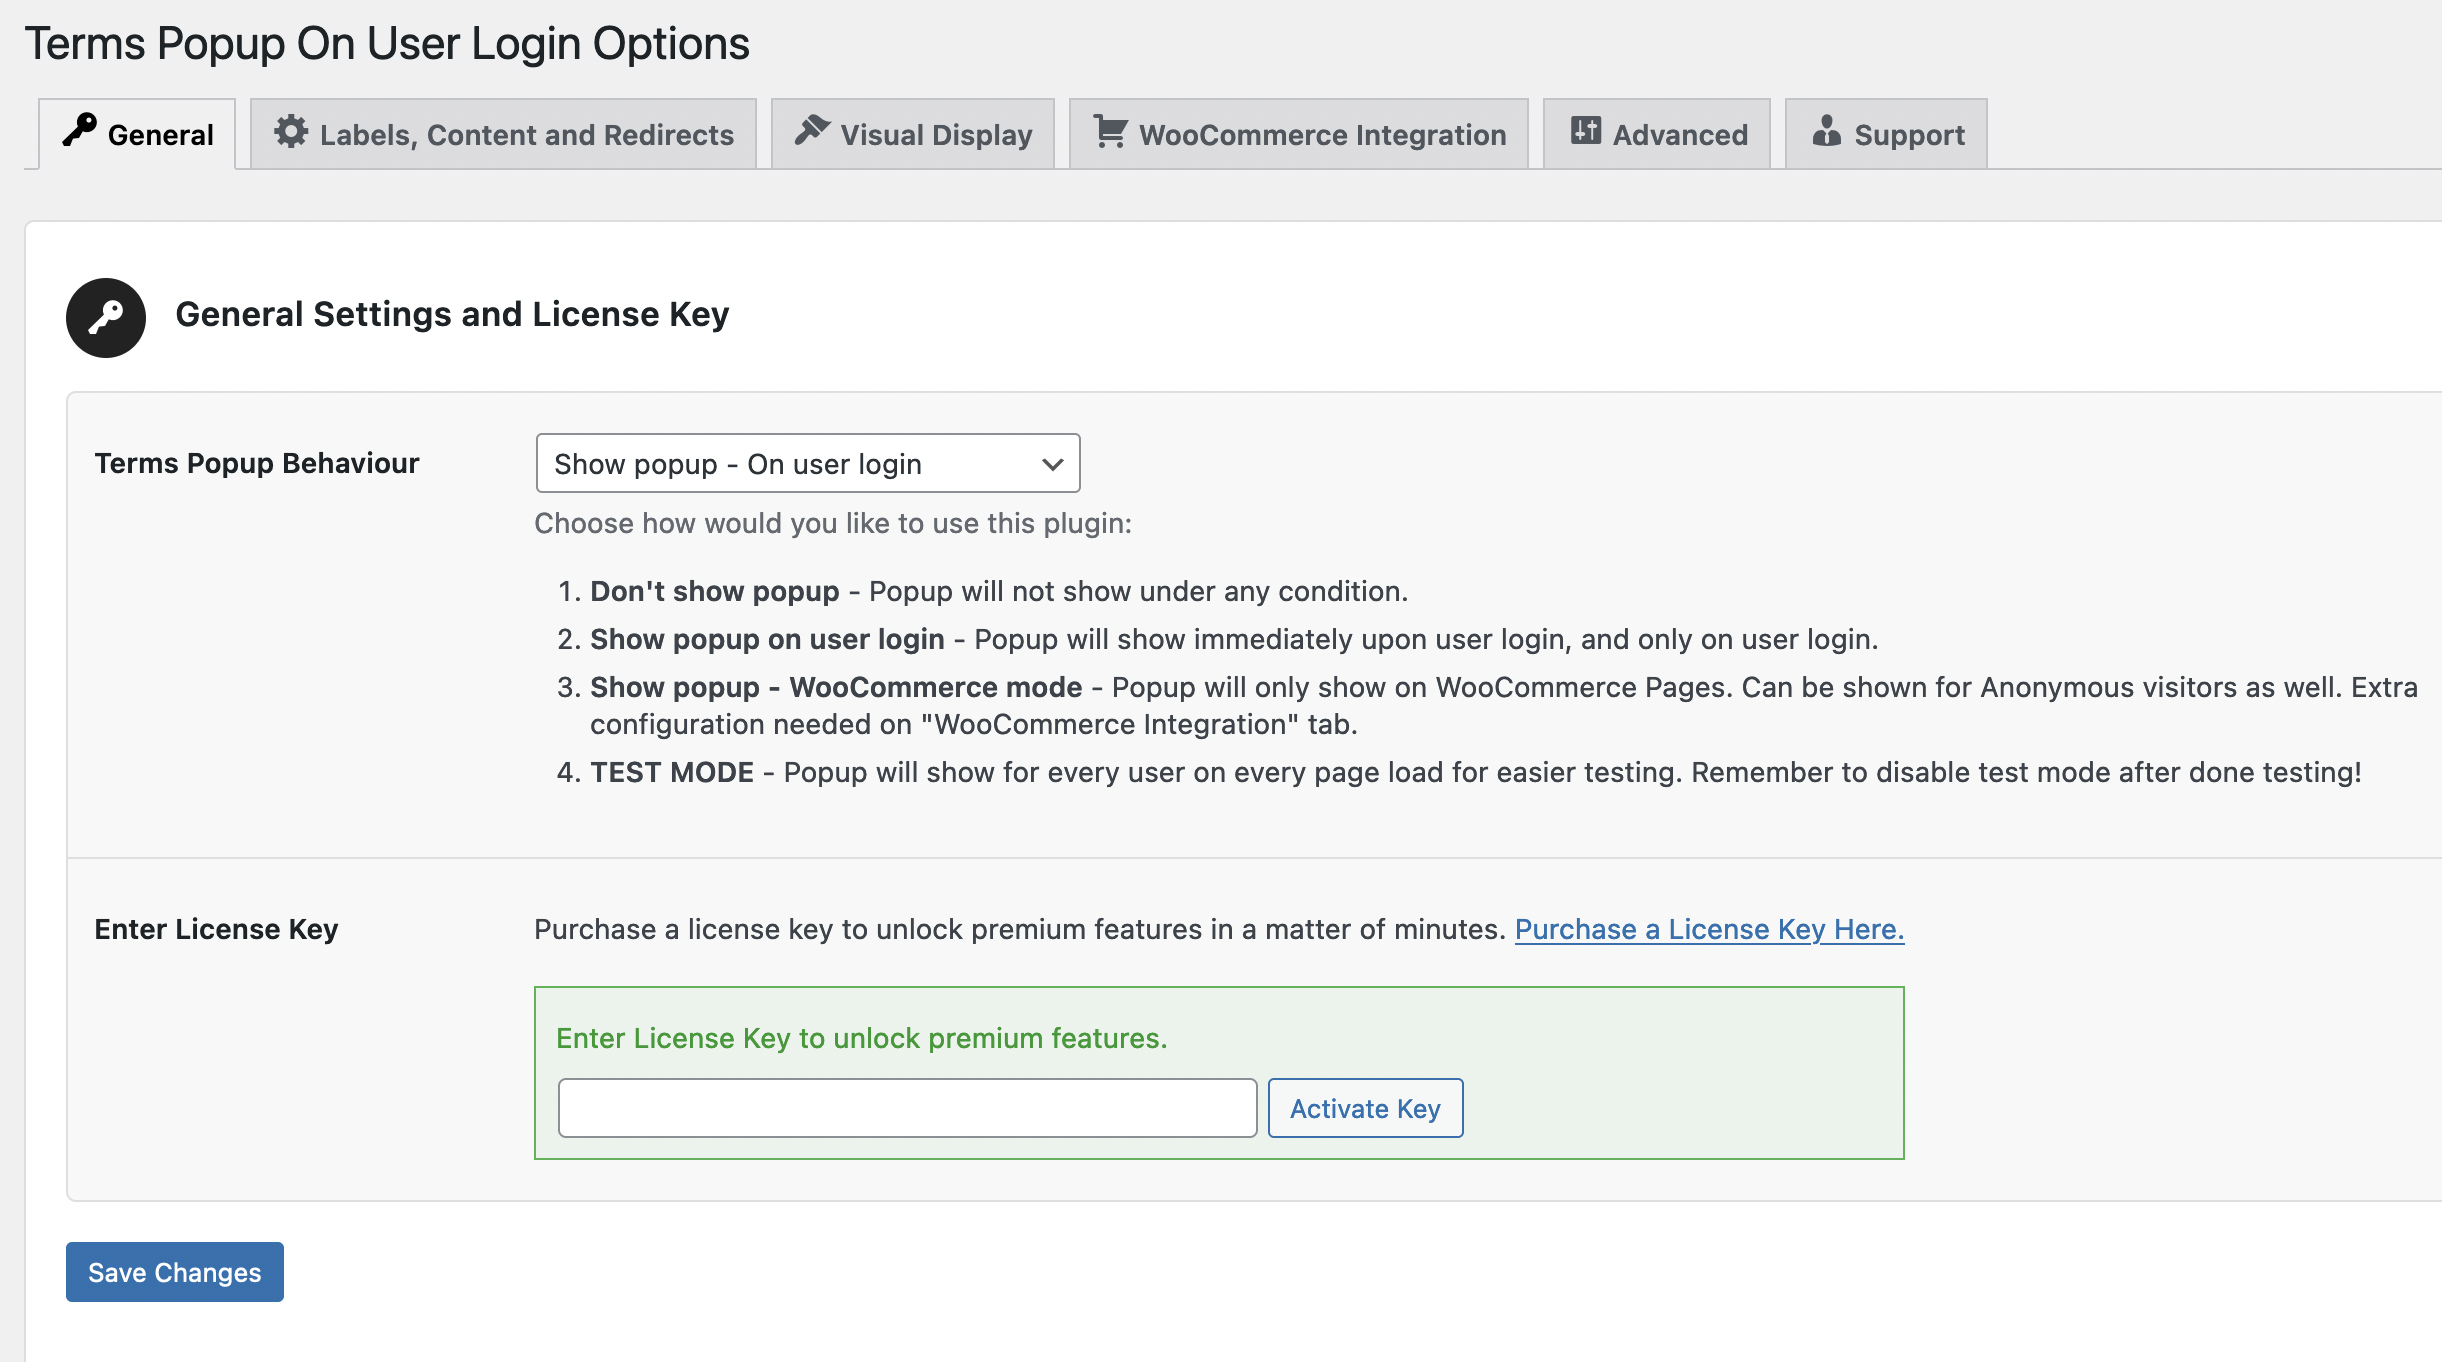 Terms Popup On User Login Options
General
Labels, Content and Redirects
Visual Display
WooCommerce Integration
Advanced
Support
General Settings and License Key
Terms Popup Behaviour
Show popup - On user login
Choose how would you like to use this plugin:
1. Don't show popup - Popup will not show under any condition.
2. Show popup on user login - Popup will show immediately upon user login, and only on user login.
3. Show popup - WooCommerce mode - Popup will only show on WooCommerce Pages. Can be shown for Anonymous visitors as well. Extra
configuration needed on "WooCommerce Integration" tab.
4. TEST MODE - Popup will show for every user on every page load for easier testing. Remember to disable test mode after done testing!
Enter License Key
Purchase a license key to unlock premium features in a matter of minutes. Purchase a License Key Here.
Enter License Key to unlock premium features.
Activate Key
Save Changes